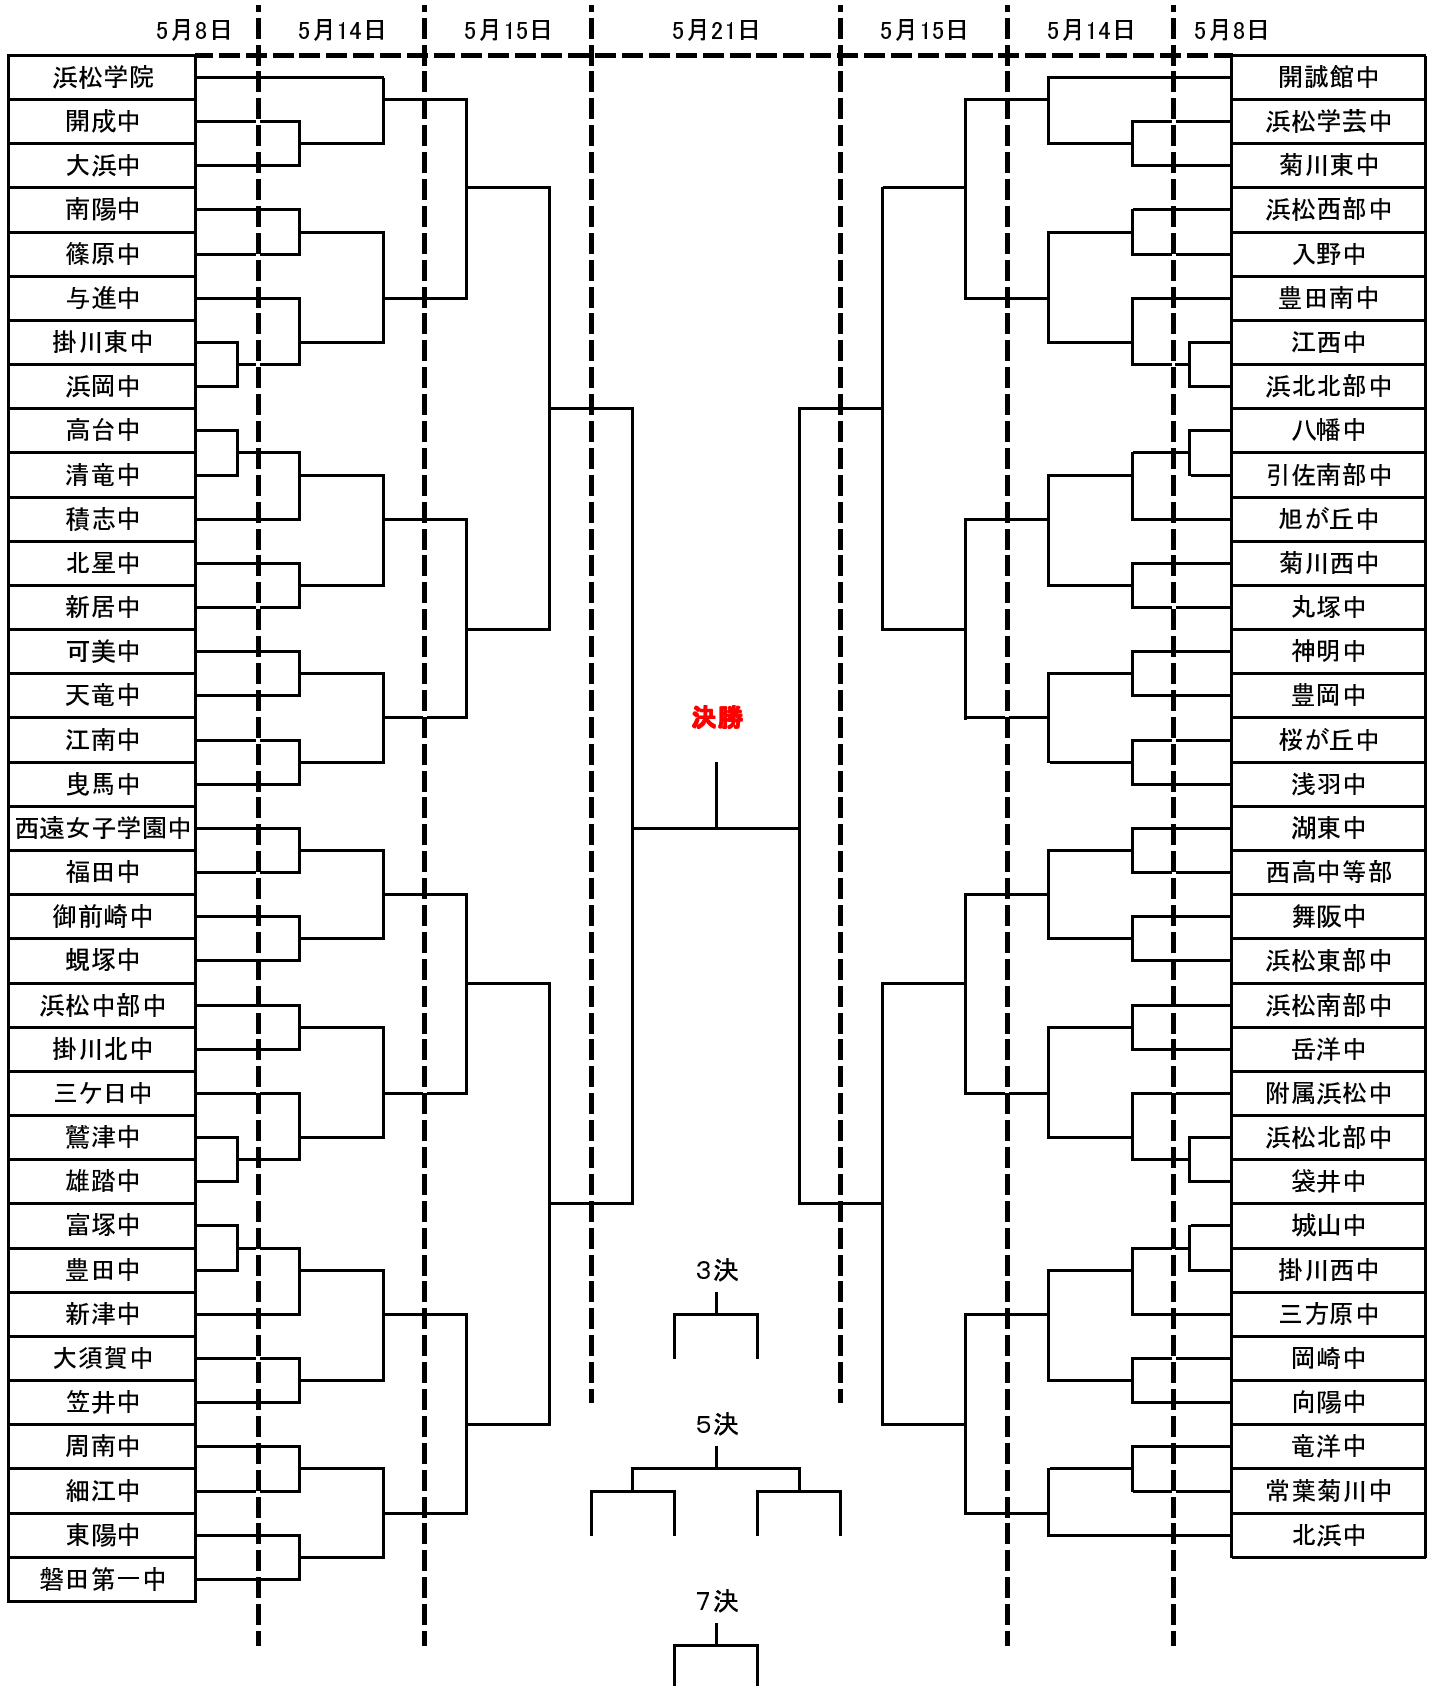 5月8日 5月14日 5月15日 5月21日 5月15日 5月14日 5月8日
浜松学院 開誠館中
開成中 浜松学芸中
大浜中 菊川東中
南陽中 浜松西部中
篠原中 入野中
与進中 豊田南中
掛川東中 江西中
浜岡中 浜北北部中
高台中 八幡中
清竜中 引佐南部中
積志中 旭が丘中
北星中 菊川西中
新居中 丸塚中
可美中 神明中
天竜中 豊岡中
決勝
江南中 桜が丘中
曳馬中 浅羽中
西遠女子学園中 湖東中
福田中 西高中等部
御前崎中 舞阪中
蜆塚中 浜松東部中
浜松中部中 浜松南部中
掛川北中 岳洋中
三ケ日中 附属浜松中
鷲津中 浜松北部中
雄踏中 袋井中
富塚中 城山中
豊田中 3決 掛川西中
新津中 三方原中
大須賀中 岡崎中
笠井中 向陽中
5決
周南中 竜洋中
細江中 常葉菊川中
東陽中 北浜中
磐田第一中
7決